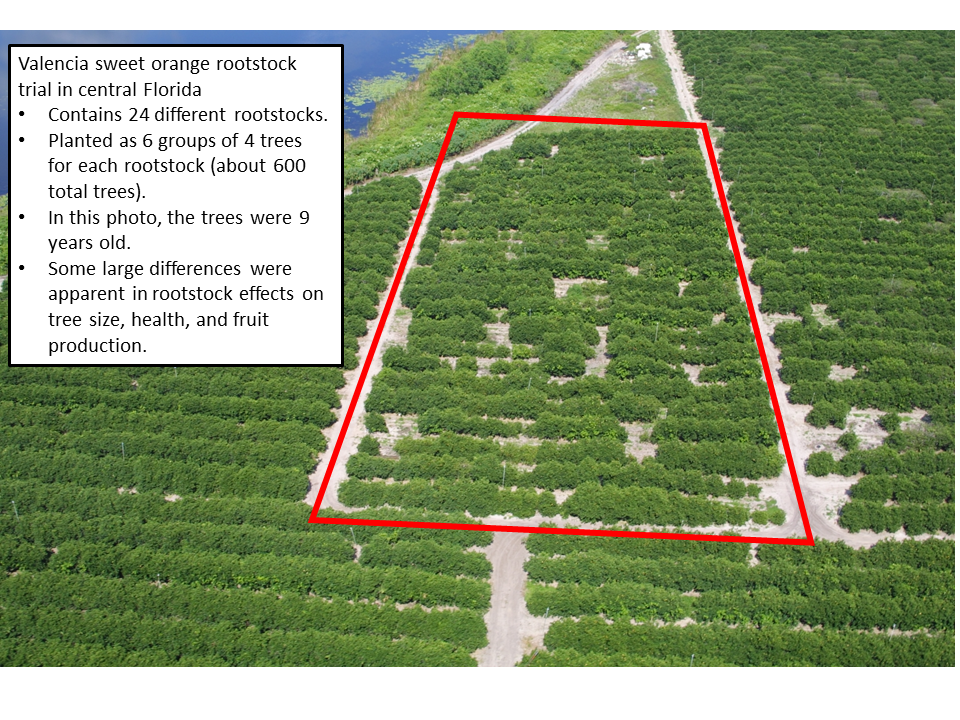 Valencia sweet orange rootstock
trial in central Florida
• Contains 24 different rootstocks.
• Planted as 6 groups of 4 trees
for each rootstock (about 600
total trees).
• In this photo, the trees were 9
years old.
• Some large differences were
apparent in rootstock effects on
tree size, health, and fruit
production.